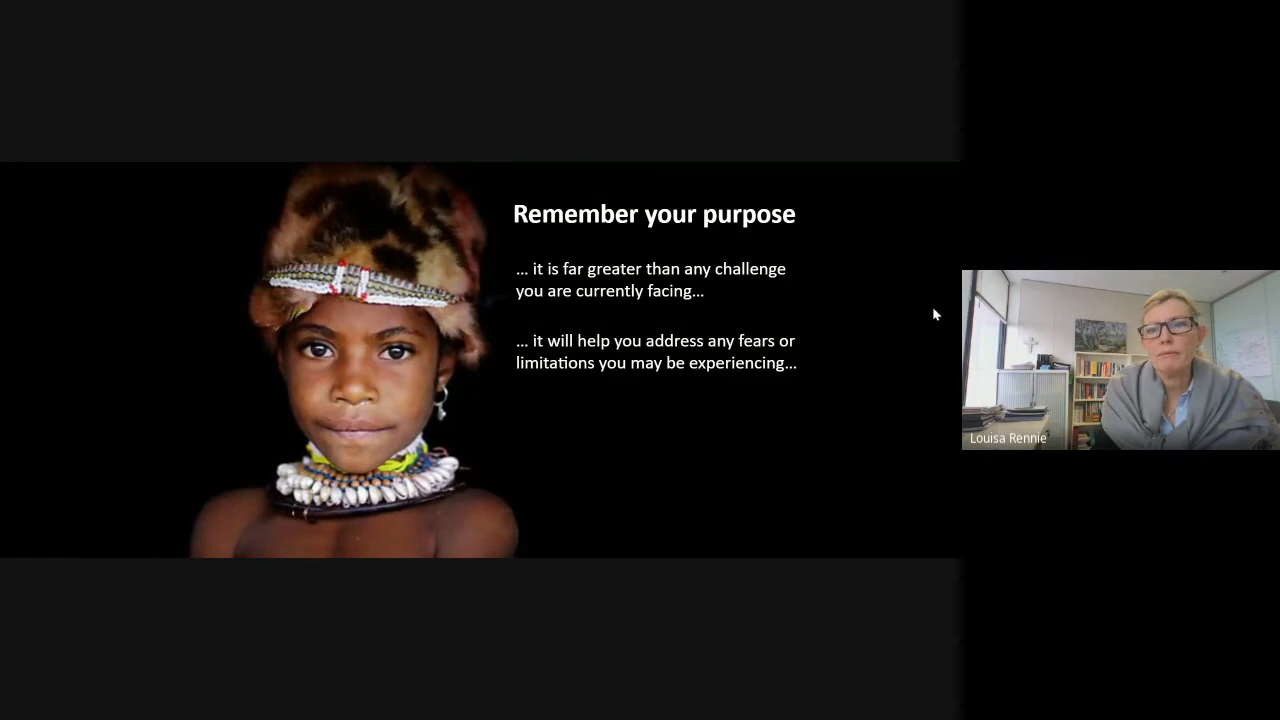 Remember your purpose
... it is far greater than any challenge
you are currently facing...
... it will help you address any fears or
limitations you may be experiencing...
Louisa Rennie